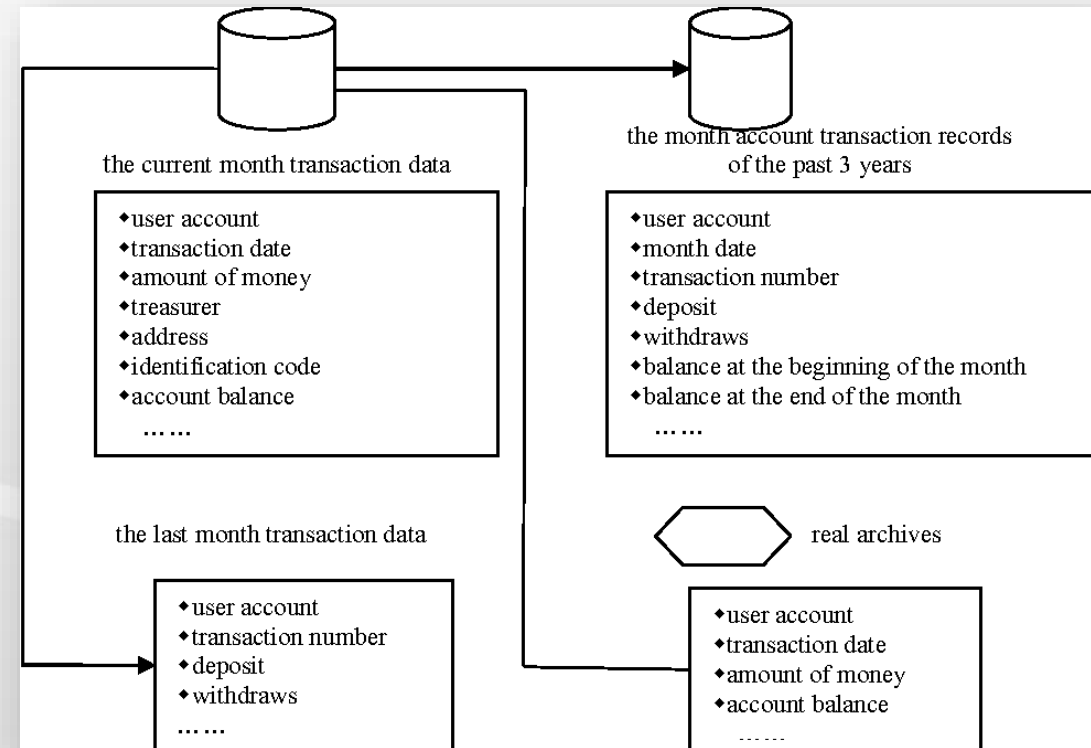 the current month transaction data
◆user account
◆transaction date
◆amount of money
◆treasurer
◆address
◆identification code
◆account balance
... ...
the month account transaction records
of the past 3 years
◆user account
◆month date
◆transaction number
◆deposit
◆withdraws
◆balance at the beginning of the month
◆balance at the end of the month
... ...
the last month transaction data
◆user account
◆transaction number
◆deposit
◆withdraws
... ...
real archives
◆user account
◆transaction date
◆amount of money
◆account balance
... ...